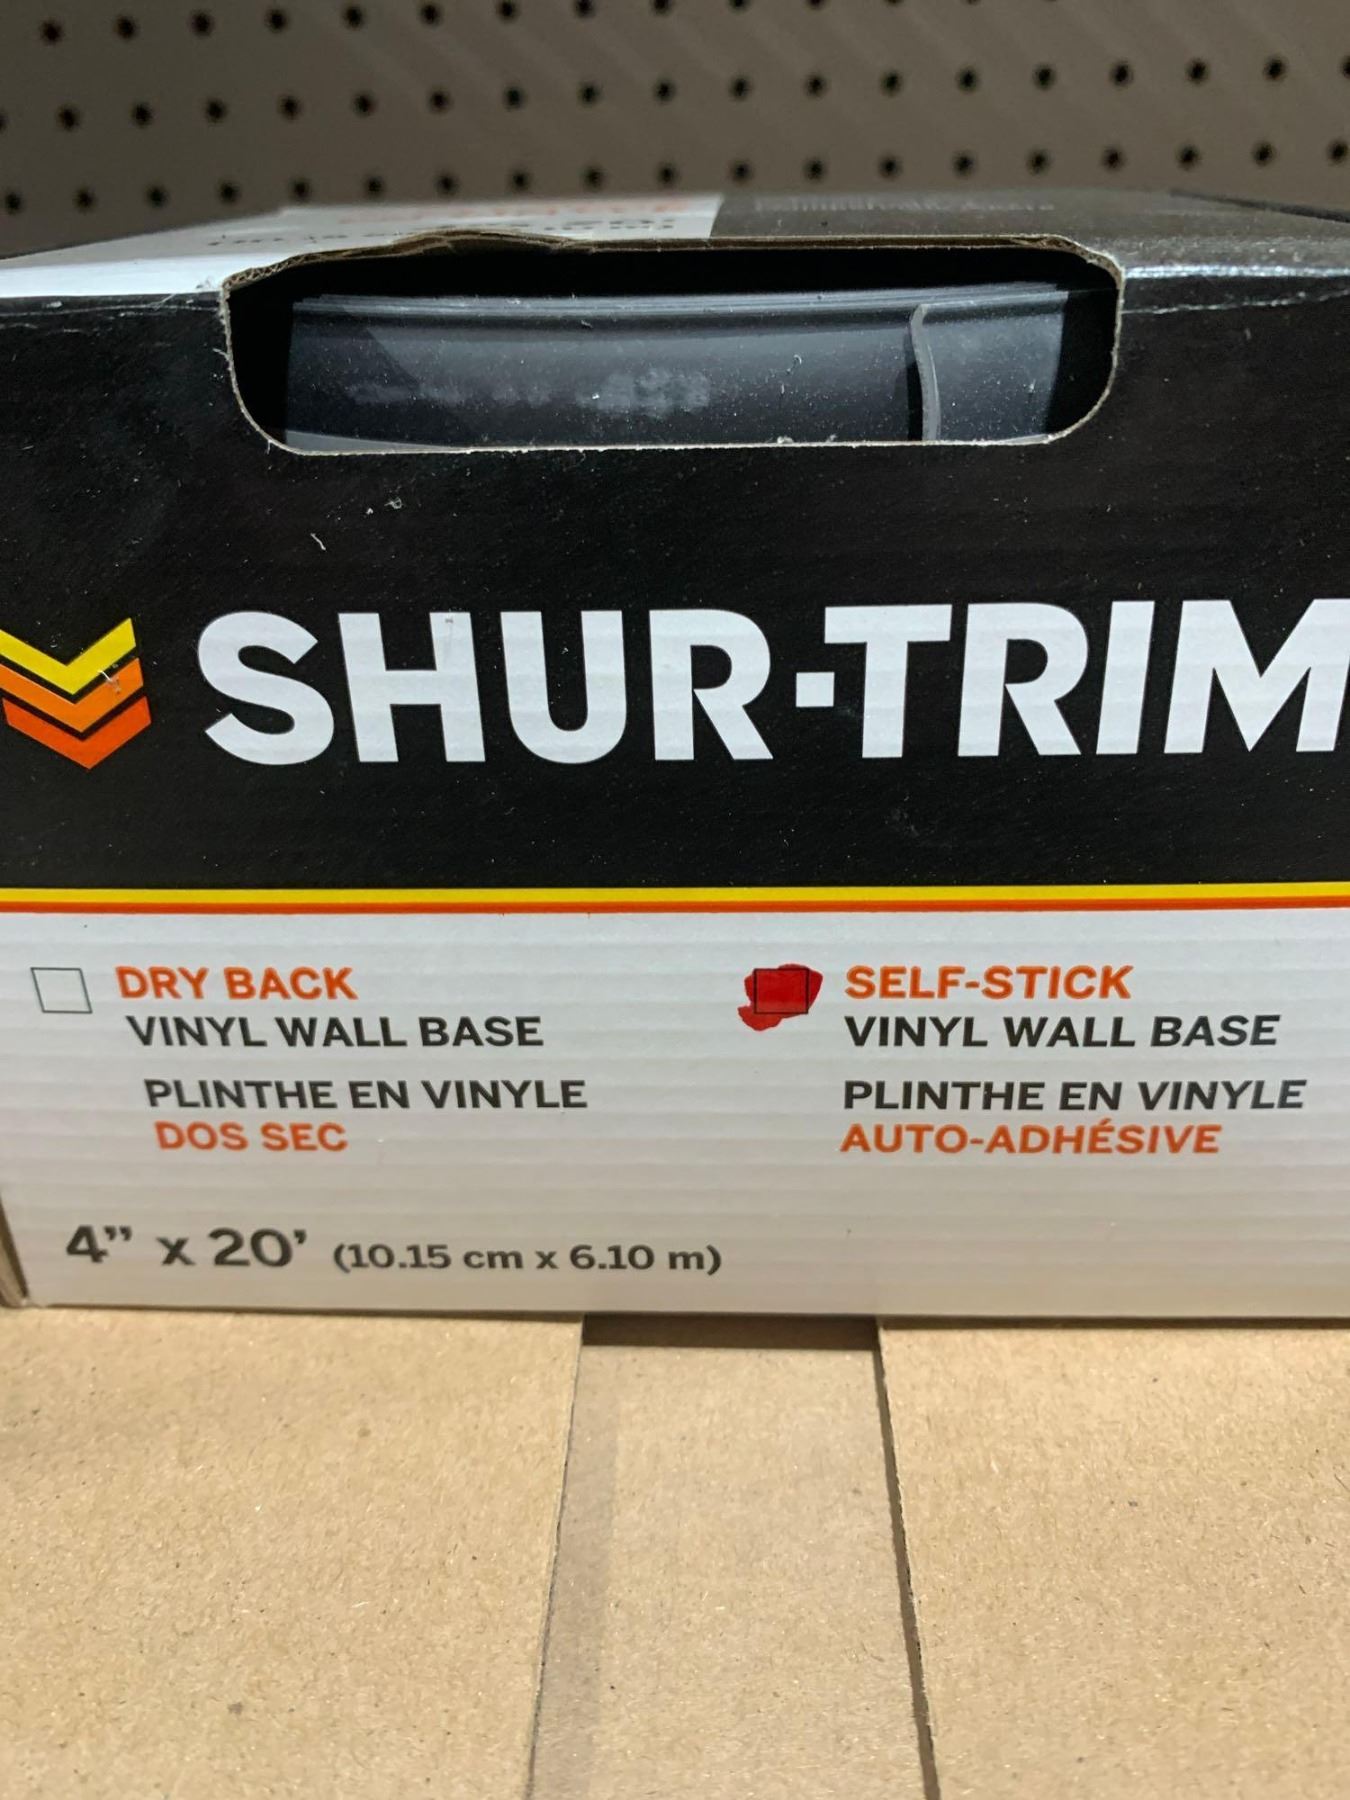 SHUR-TRIM
DRY BACK
VINYL WALL BASE
PLINTHE EN VINYLE
DOS SEC
SELF-STICK
VINYL WALL BASE
PLINTHE EN VINYLE
AUTO-ADHÉSIVE
4” x 20’ (10.15 cm x 6.10 m)